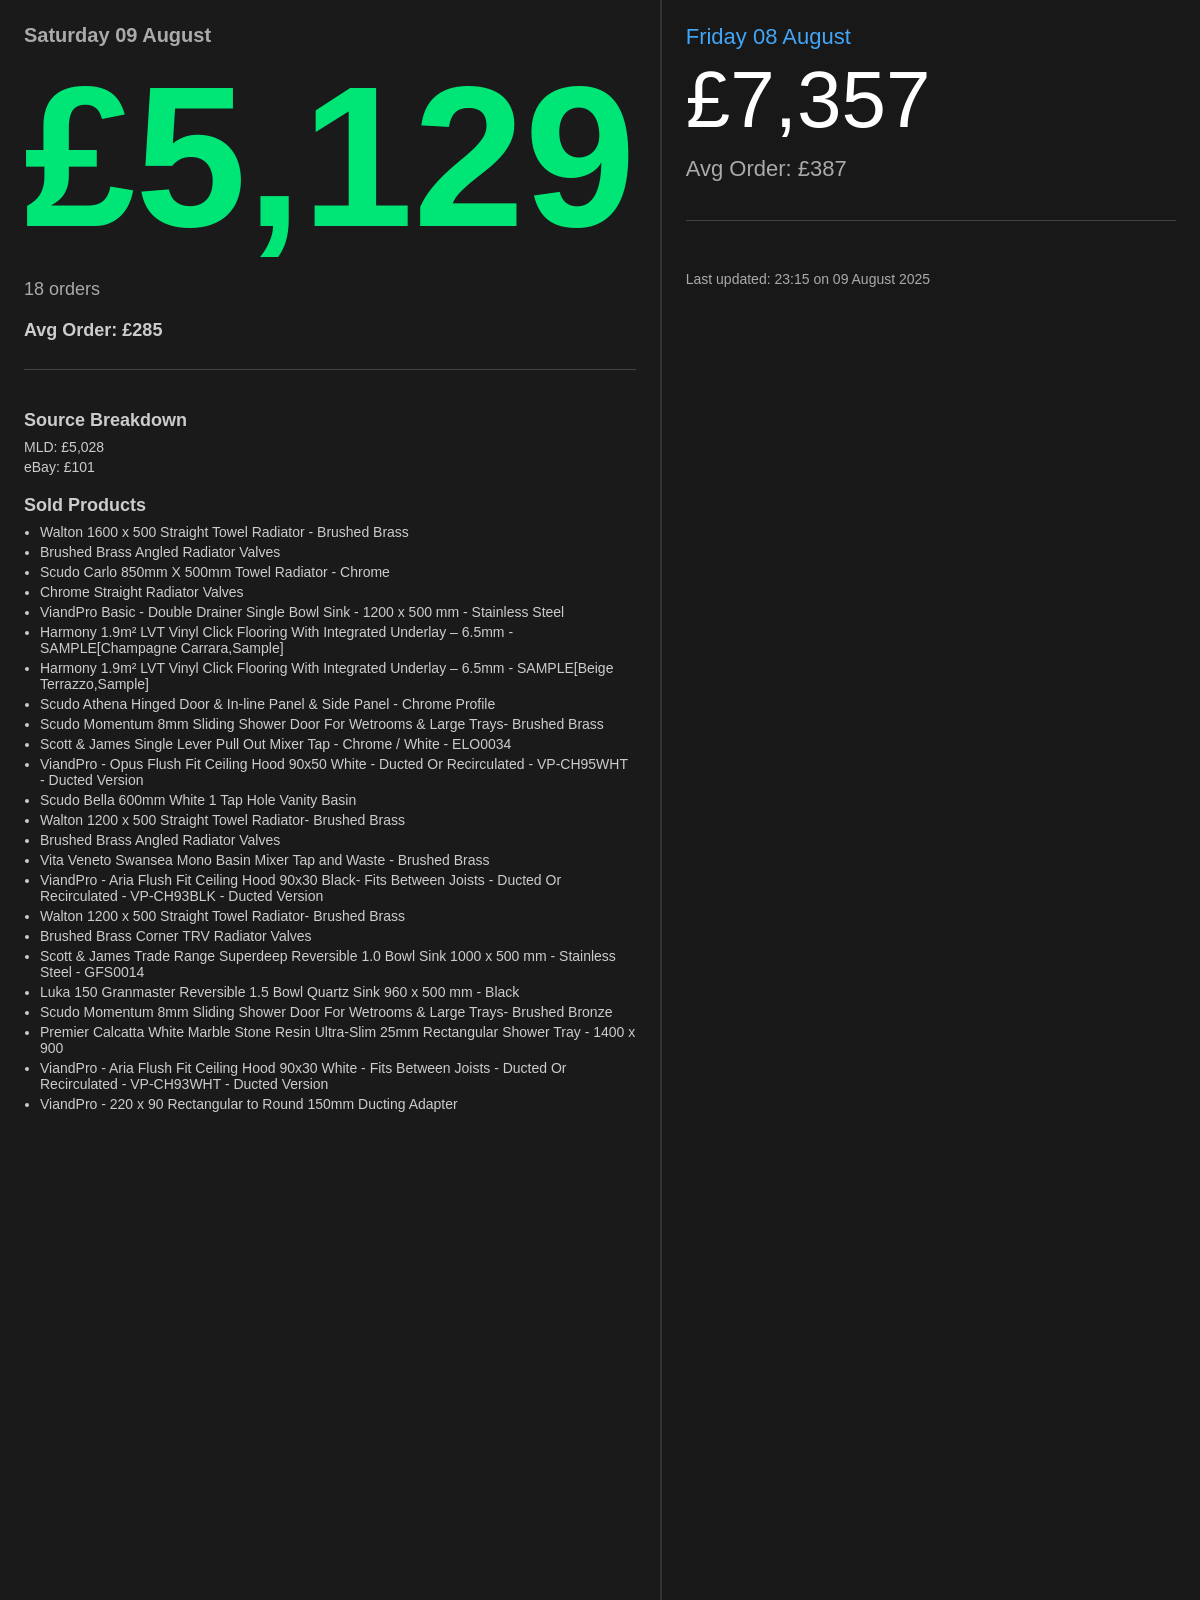 Saturday 09 August
£5,129
18 orders
Avg Order: £285
Source Breakdown
MLD: £5,028
eBay: £101
Sold Products
• Walton 1600 x 500 Straight Towel Radiator - Brushed Brass
• Brushed Brass Angled Radiator Valves
• Scudo Carlo 850mm X 500mm Towel Radiator - Chrome
• Chrome Straight Radiator Valves
• ViandPro Basic - Double Drainer Single Bowl Sink - 1200 x 500 mm - Stainless Steel
• Harmony 1.9m² LVT Vinyl Click Flooring With Integrated Underlay – 6.5mm -
SAMPLE[Champagne Carrara,Sample]
• Harmony 1.9m² LVT Vinyl Click Flooring With Integrated Underlay – 6.5mm - SAMPLE[Beige
Terrazzo,Sample]
• Scudo Athena Hinged Door & In-line Panel & Side Panel - Chrome Profile
• Scudo Momentum 8mm Sliding Shower Door For Wetrooms & Large Trays- Brushed Brass
• Scott & James Single Lever Pull Out Mixer Tap - Chrome / White - ELO0034
• ViandPro - Opus Flush Fit Ceiling Hood 90x50 White - Ducted Or Recirculated - VP-CH95WHT
- Ducted Version
• Scudo Bella 600mm White 1 Tap Hole Vanity Basin
• Walton 1200 x 500 Straight Towel Radiator- Brushed Brass
• Brushed Brass Angled Radiator Valves
• Vita Veneto Swansea Mono Basin Mixer Tap and Waste - Brushed Brass
• ViandPro - Aria Flush Fit Ceiling Hood 90x30 Black- Fits Between Joists - Ducted Or
Recirculated - VP-CH93BLK - Ducted Version
• Walton 1200 x 500 Straight Towel Radiator- Brushed Brass
• Brushed Brass Corner TRV Radiator Valves
• Scott & James Trade Range Superdeep Reversible 1.0 Bowl Sink 1000 x 500 mm - Stainless
Steel - GFS0014
• Luka 150 Granmaster Reversible 1.5 Bowl Quartz Sink 960 x 500 mm - Black
• Scudo Momentum 8mm Sliding Shower Door For Wetrooms & Large Trays- Brushed Bronze
• Premier Calcatta White Marble Stone Resin Ultra-Slim 25mm Rectangular Shower Tray - 1400 x
900
• ViandPro - Aria Flush Fit Ceiling Hood 90x30 White - Fits Between Joists - Ducted Or
Recirculated - VP-CH93WHT - Ducted Version
• ViandPro - 220 x 90 Rectangular to Round 150mm Ducting Adapter
Friday 08 August
£7,357
Avg Order: £387
Last updated: 23:15 on 09 August 2025